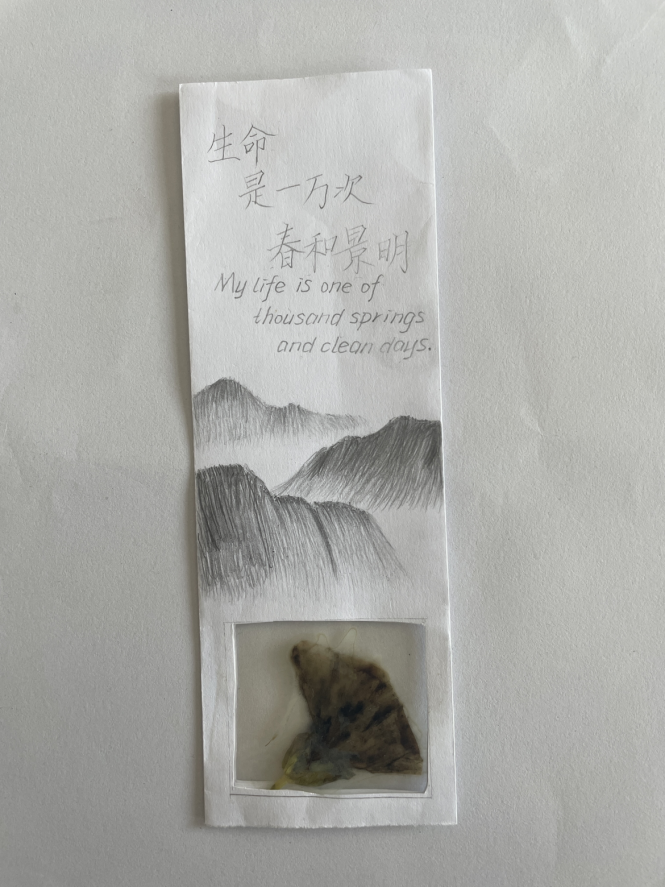 生命
是一万次
春和景明
My life is one of
thousand springs
and clean days.